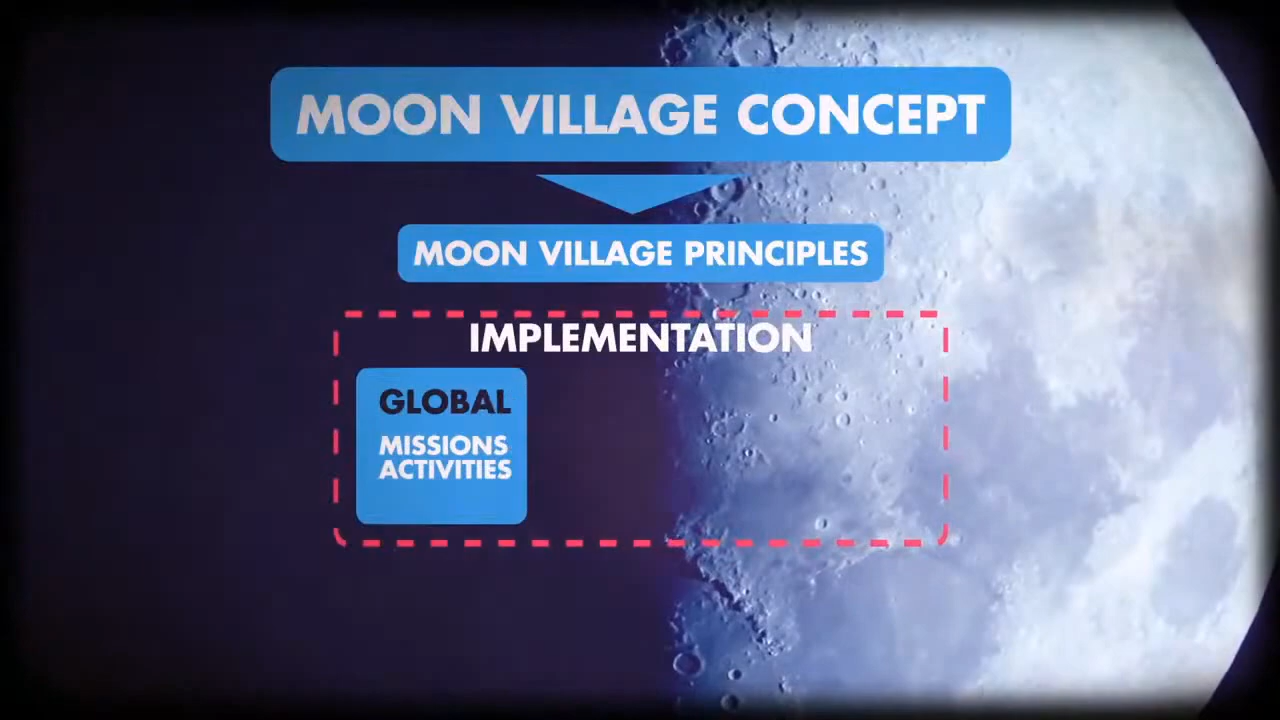 MOON VILLAGE CONCEPT
MOON VILLAGE PRINCIPLES
IMPLEMENTATION
GLOBAL
MISSIONS
ACTIVITIES